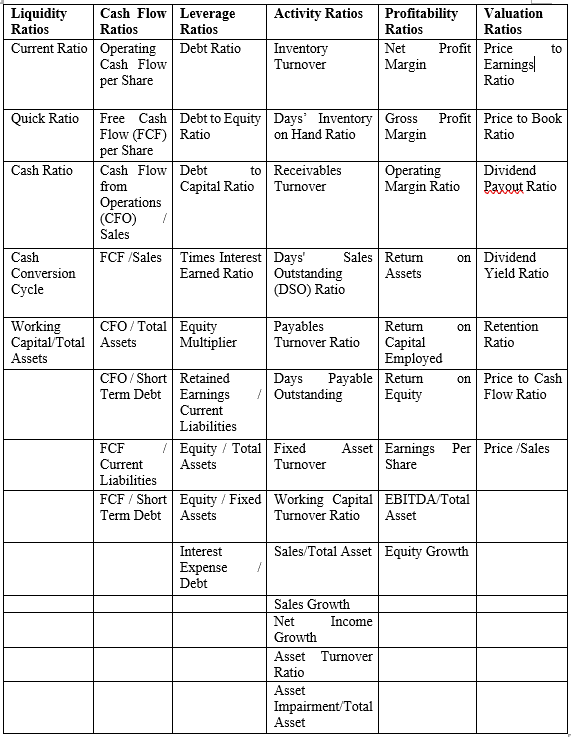 Liquidity Ratios
Cash Flow Ratios
Leverage Ratios
Activity Ratios
Profitability Ratios
Valuation Ratios
Current Ratio
Operating Cash Flow per Share
Debt Ratio
Inventory Turnover
Net Profit Margin
Price to Earnings Ratio
Quick Ratio
Free Cash Flow (FCF) per Share
Debt to Equity Ratio
Days' Inventory on Hand Ratio
Gross Profit Margin
Price to Book Ratio
Cash Ratio
Cash Flow from Operations (CFO) / Sales
Debt to Capital Ratio
Receivables Turnover
Operating Margin Ratio
Dividend Payout Ratio
Cash Conversion Cycle
FCF /Sales
Times Interest Earned Ratio
Days' Sales Outstanding (DSO) Ratio
Return on Assets
Dividend Yield Ratio
Working Capital/Total Assets
CFO / Total Assets
Equity Multiplier
Payables Turnover Ratio
Return on Capital Employed
Retention Ratio
CFO / Short Term Debt
Retained Earnings / Current Liabilities
Days Payable Outstanding
Return on Equity
Price to Cash Flow Ratio
FCF / Current Liabilities
Equity / Total Assets
Fixed Asset Turnover
Earnings Per Share
Price /Sales
FCF / Short Term Debt
Equity / Fixed Assets
Working Capital Turnover Ratio
EBITDA/Total Asset
Interest Expense / Debt
Sales/Total Asset
Equity Growth
Sales Growth
Net Income Growth
Asset Turnover Ratio
Asset Impairment/Total Asset